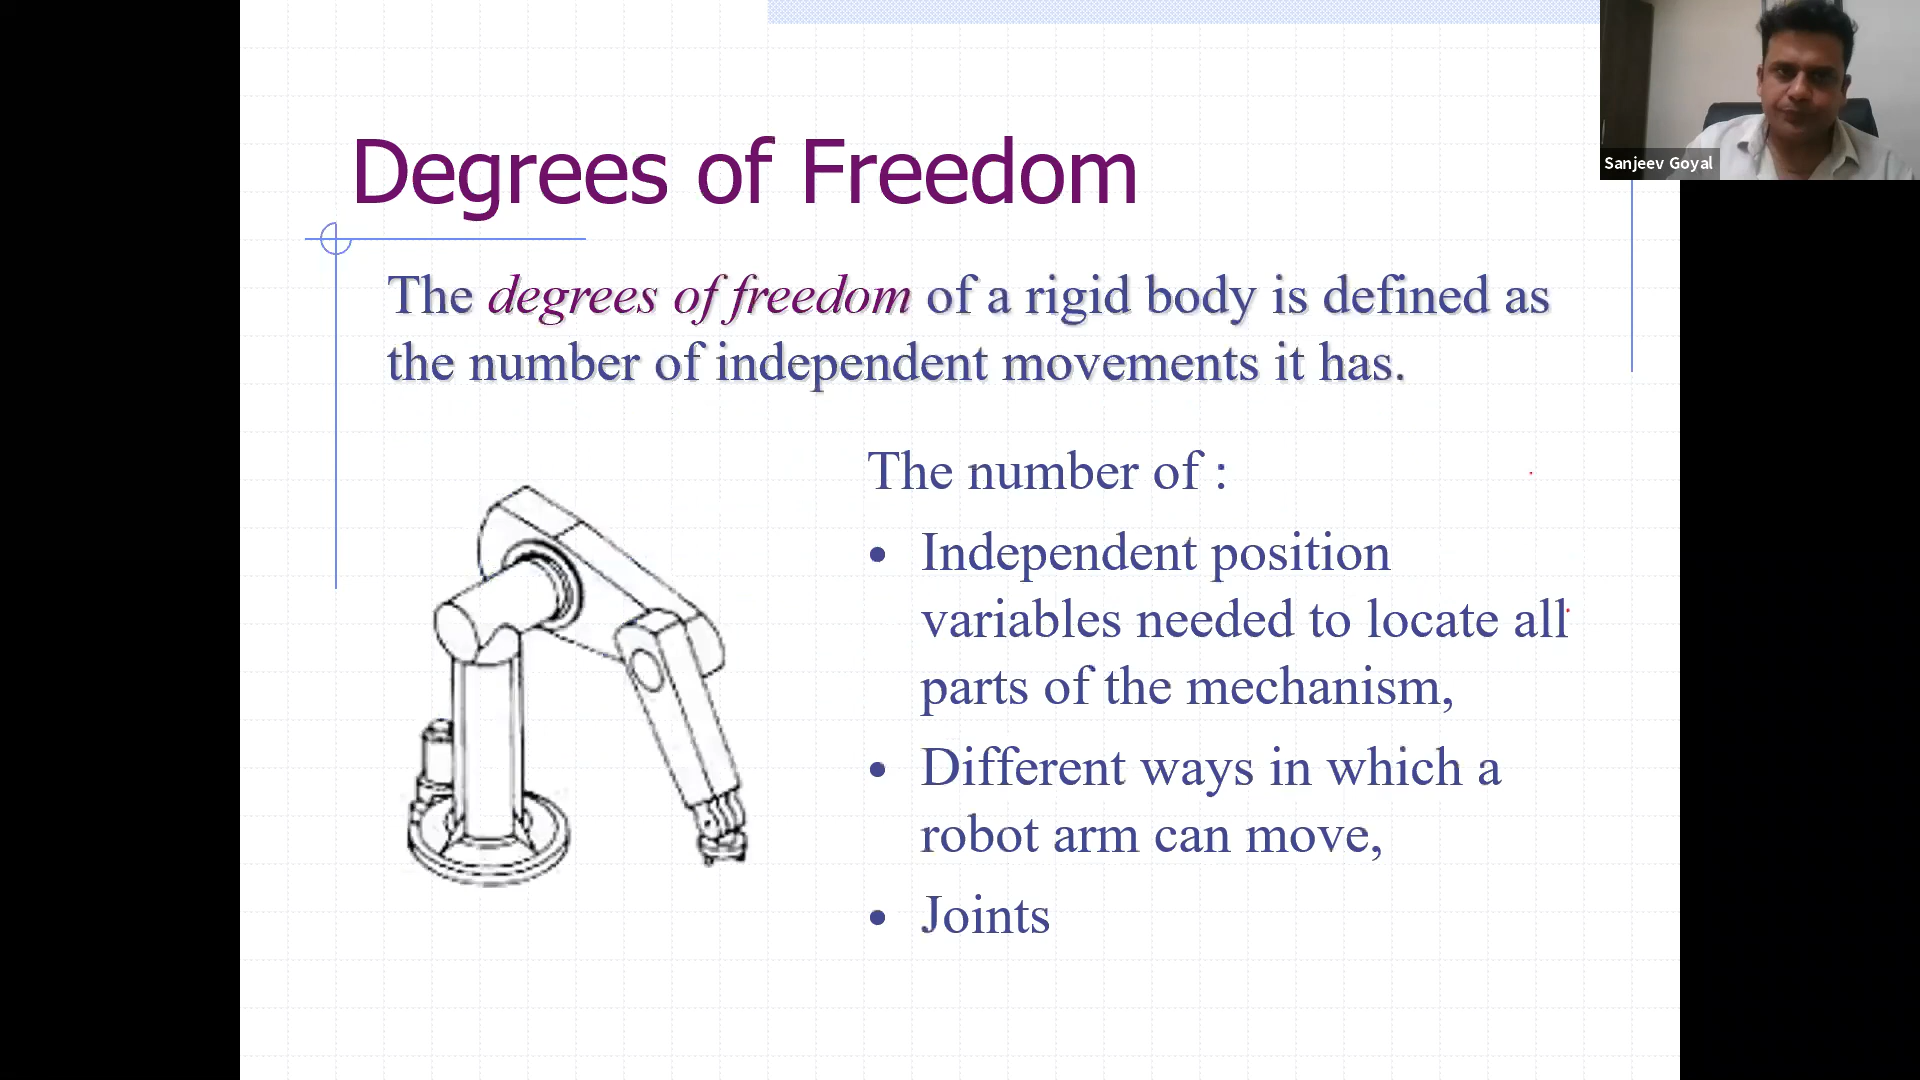 Sanjeev Goyal
Degrees of Freedom
The degrees of freedom of a rigid body is defined as
the number of independent movements it has.
The number of :
• Independent position
variables needed to locate all
parts of the mechanism,
• Different ways in which a
robot arm can move,
• Joints